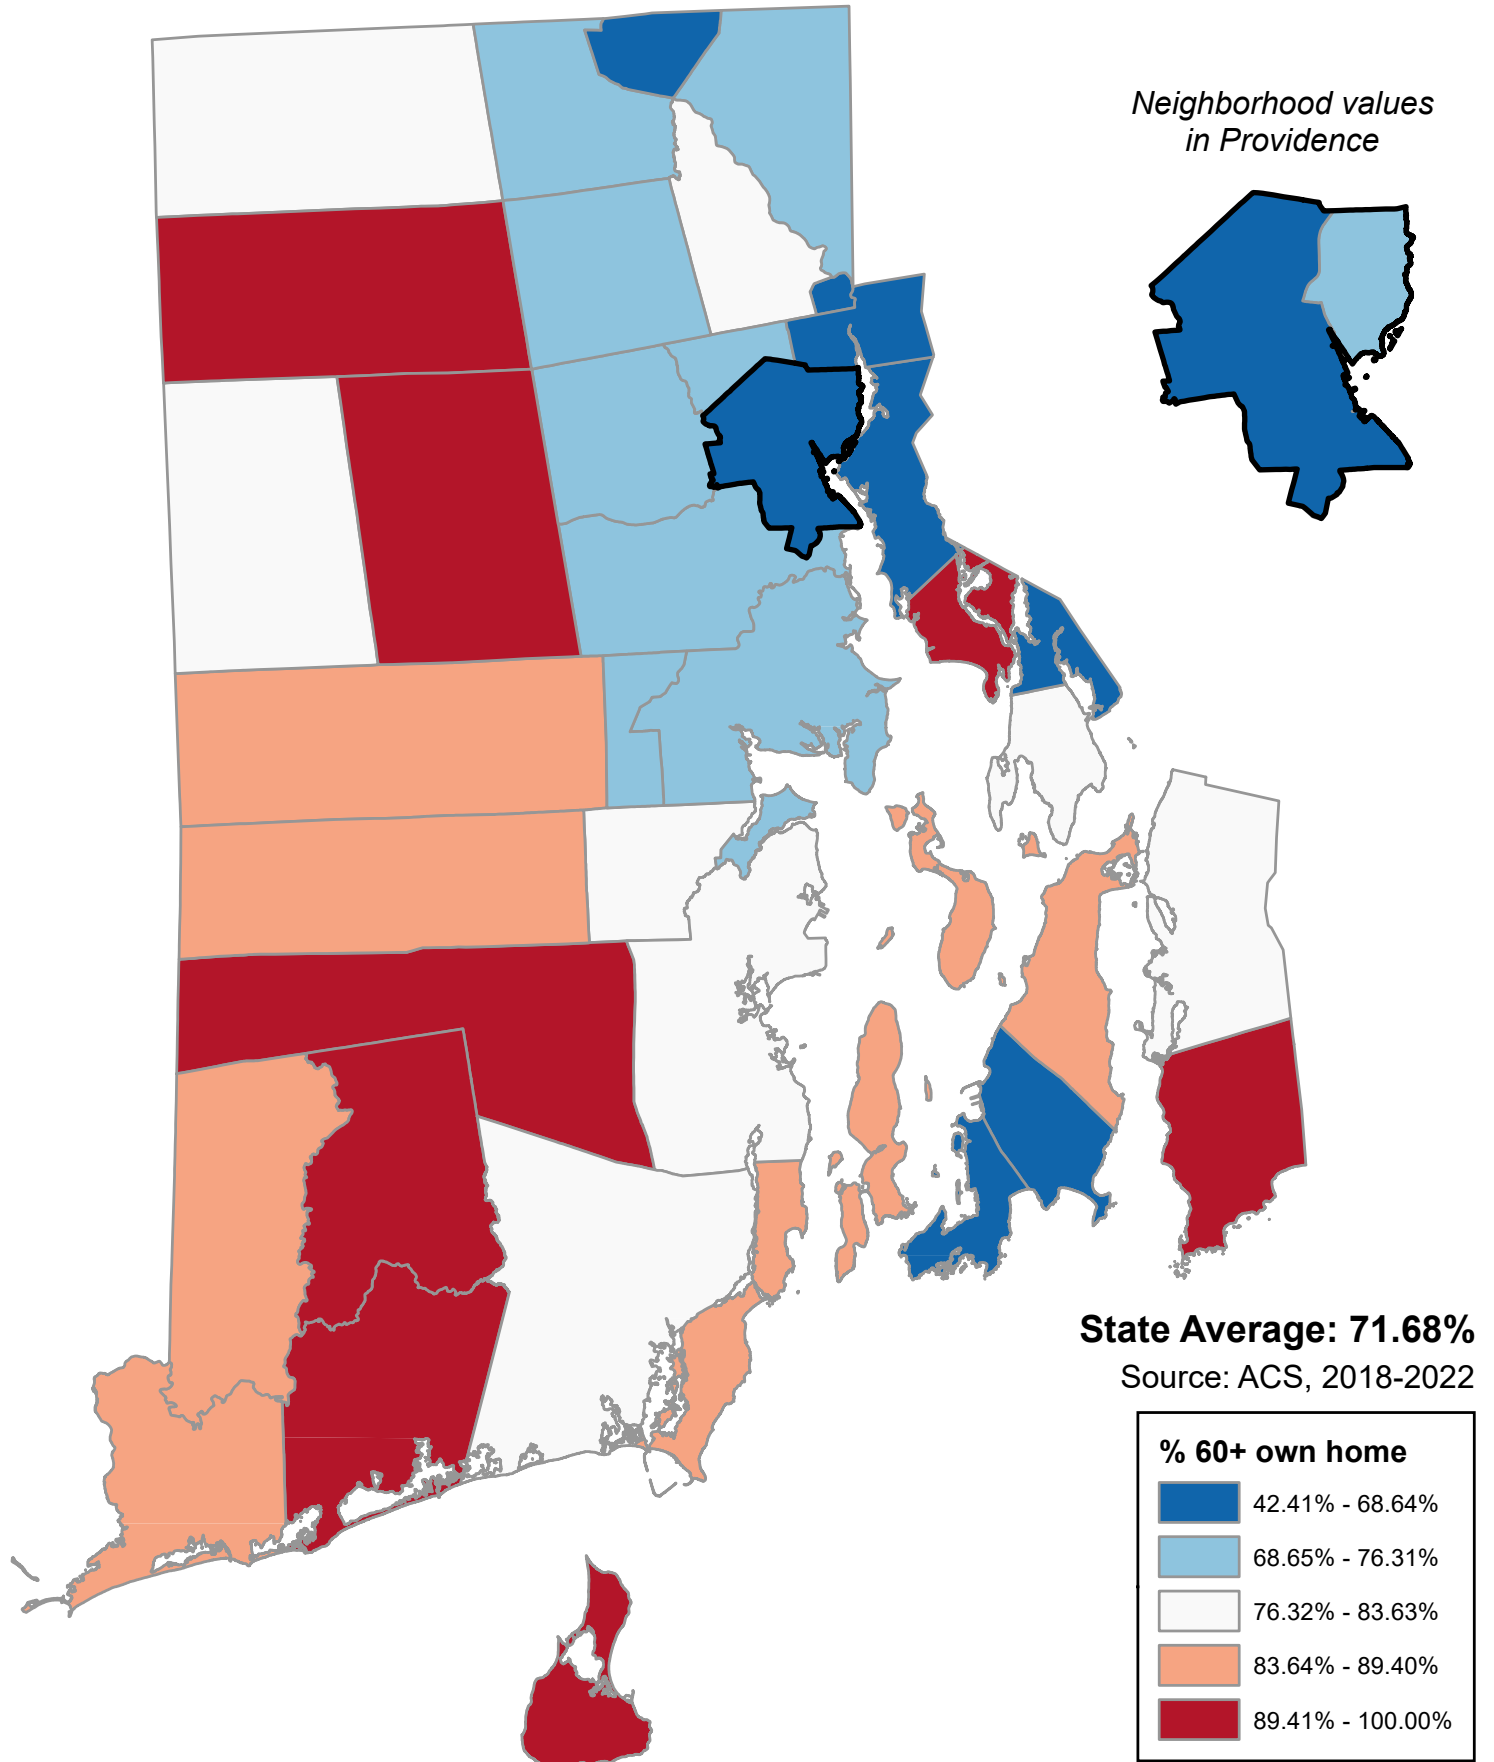 Neighborhood values
in Providence
State Average: 71.68%
Source: ACS, 2018-2022
% 60+ own home
42.41% - 68.64%
68.65% - 76.31%
76.32% - 83.63%
83.64% - 89.40%
89.41% - 100.00%